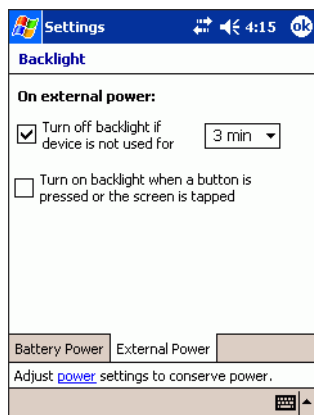 Settings 4:15 ok
Backlight
On external power:
Turn off backlight if
device is not used for 3 min
Turn on backlight when a button is
pressed or the screen is tapped
Battery Power External Power
Adjust power settings to conserve power.